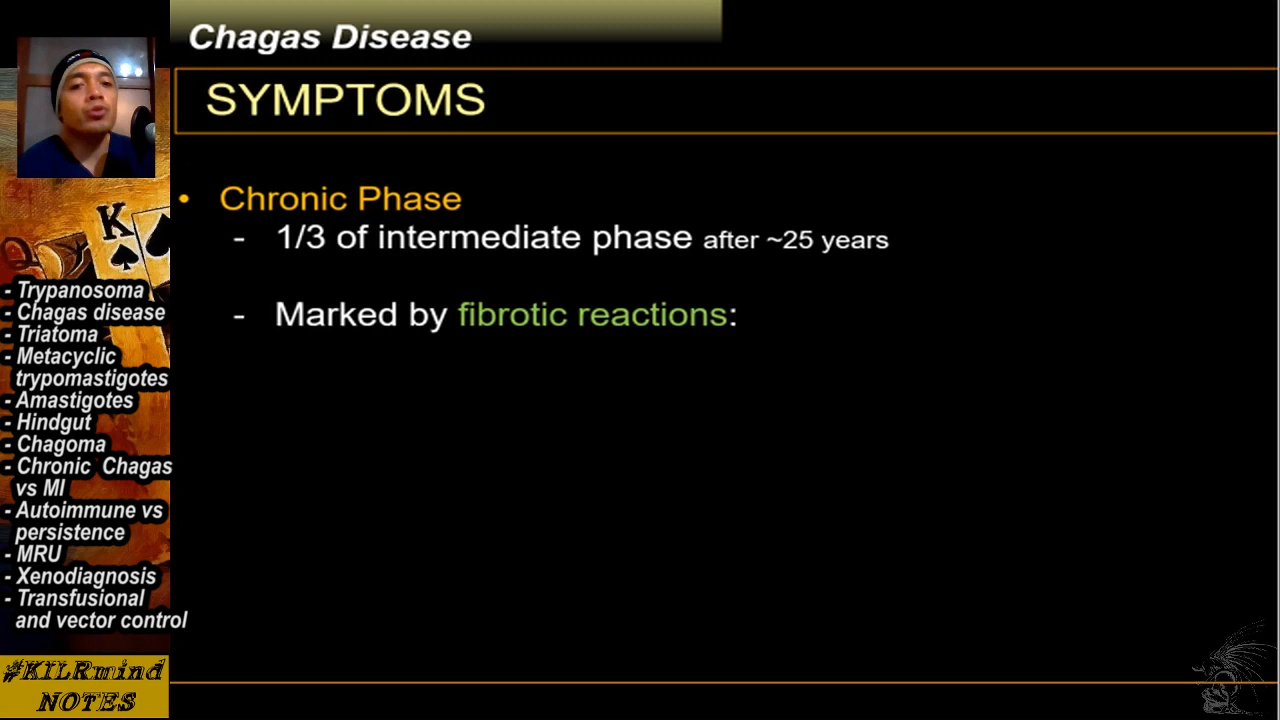 Chagas Disease
SYMPTOMS
• Chronic Phase
- 1/3 of intermediate phase after ~25 years
- Marked by fibrotic reactions:
K
Q
- Trypanosoma
- Chagas disease
- Triatoma
- Metacyclic
trypomastigotes
- Amastigotes
- Hindgut
- Chagoma
- Chronic Chagas
vs MI
- Autoimmune vs
persistence
- MRU
- Xenodiagnosis
- Transfusional
and vector control
#KILRmind
NOTES